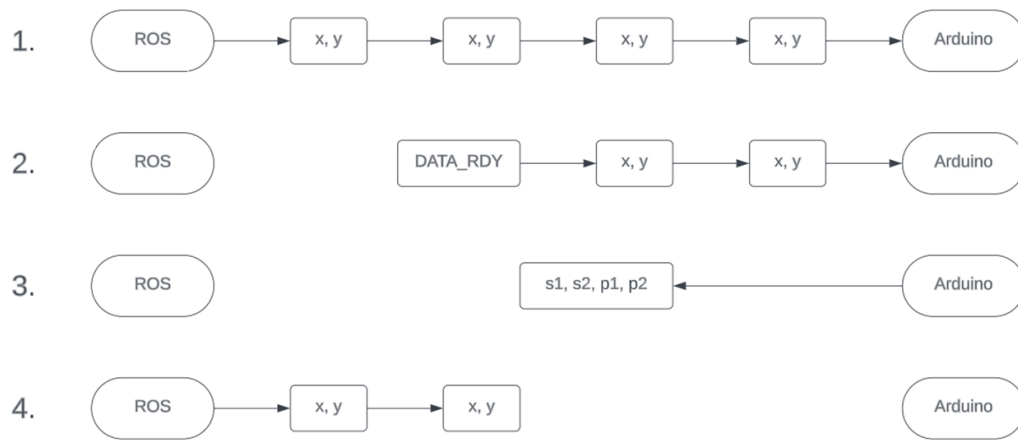 1. ROS x, y x, y x, y x, y Arduino
2. ROS DATA_RDY x, y x, y Arduino
3. ROS s1, s2, p1, p2 Arduino
4. ROS x, y x, y Arduino